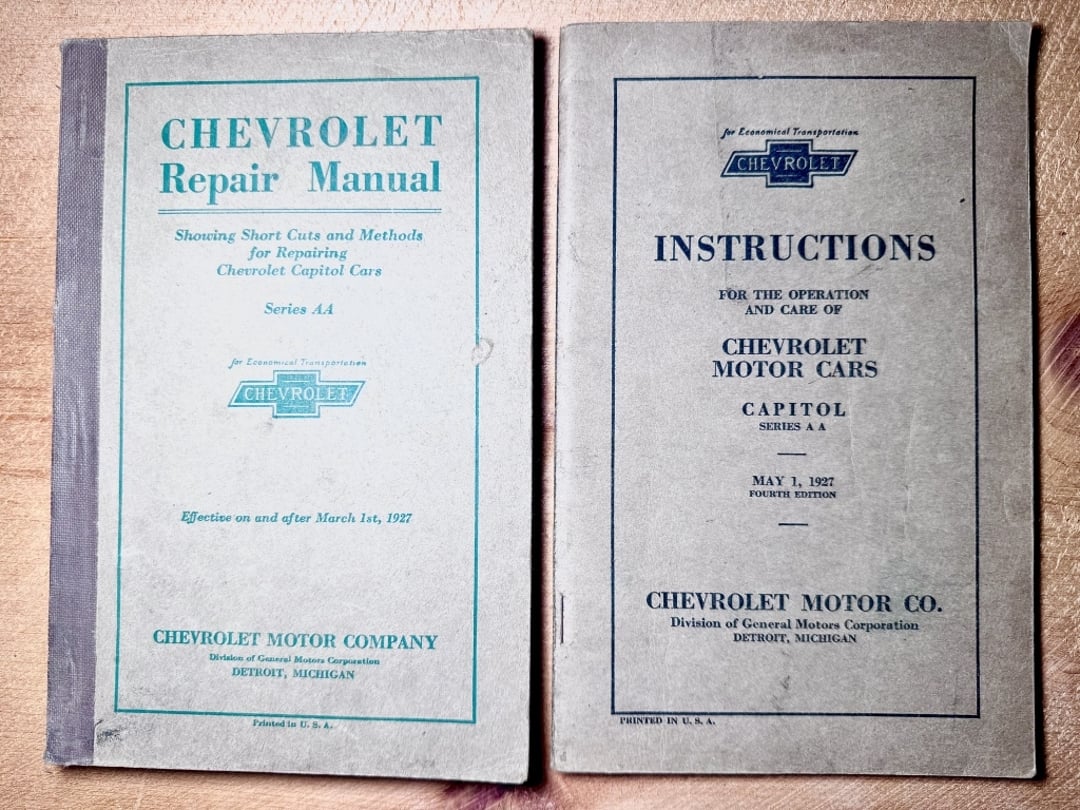 CHEVROLET
Repair Manual
Showing Short Cuts and Methods
for Repairing
Chevrolet Capitol Cars
Series AA
for Economical Transportation
CHEVROLET
Effective on and after March 1st, 1927
CHEVROLET MOTOR COMPANY
Division of General Motors Corporation
DETROIT, MICHIGAN
Printed in U. S. A.
for Economical Transportation
CHEVROLET
INSTRUCTIONS
FOR THE OPERATION
AND CARE OF
CHEVROLET
MOTOR CARS
CAPITOL
SERIES A A
MAY 1, 1927
FOURTH EDITION
CHEVROLET MOTOR CO.
Division of General Motors Corporation
DETROIT, MICHIGAN
PRINTED IN U. S. A.